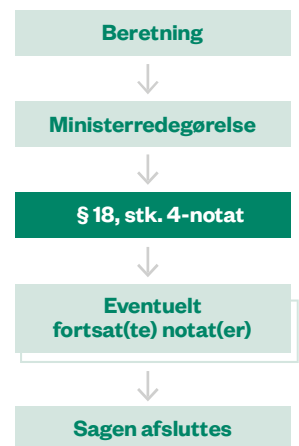 Beretning
Ministerredegørelse
§ 18, stk. 4-notat
Eventuelt
fortsat(te) notat(er)
Sagen afsluttes